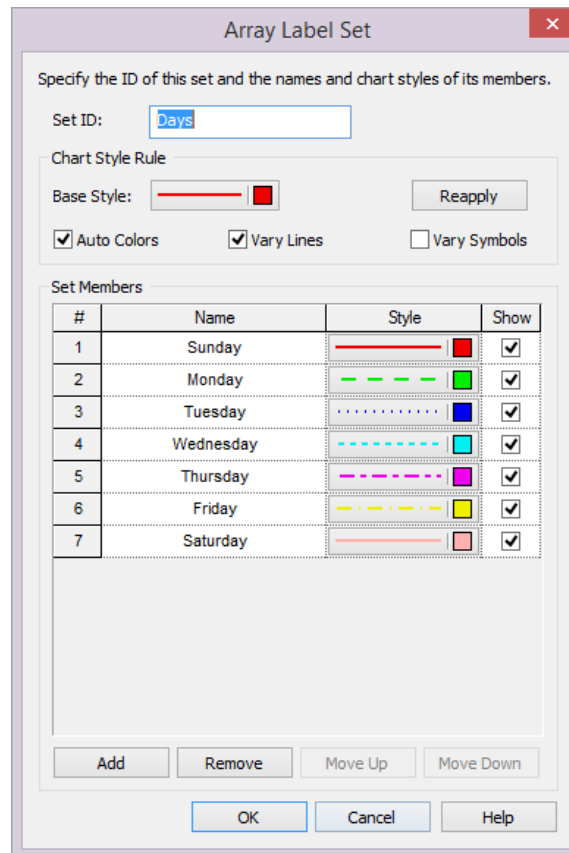 Array Label Set
Specify the ID of this set and the names and chart styles of its members.
Set ID: Days
Chart Style Rule
Base Style: Reapply
Auto Colors Vary Lines Vary Symbols
Set Members
# Name Style Show
1 Sunday
2 Monday
3 Tuesday
4 Wednesday
5 Thursday
6 Friday
7 Saturday
Add Remove Move Up Move Down
OK Cancel Help